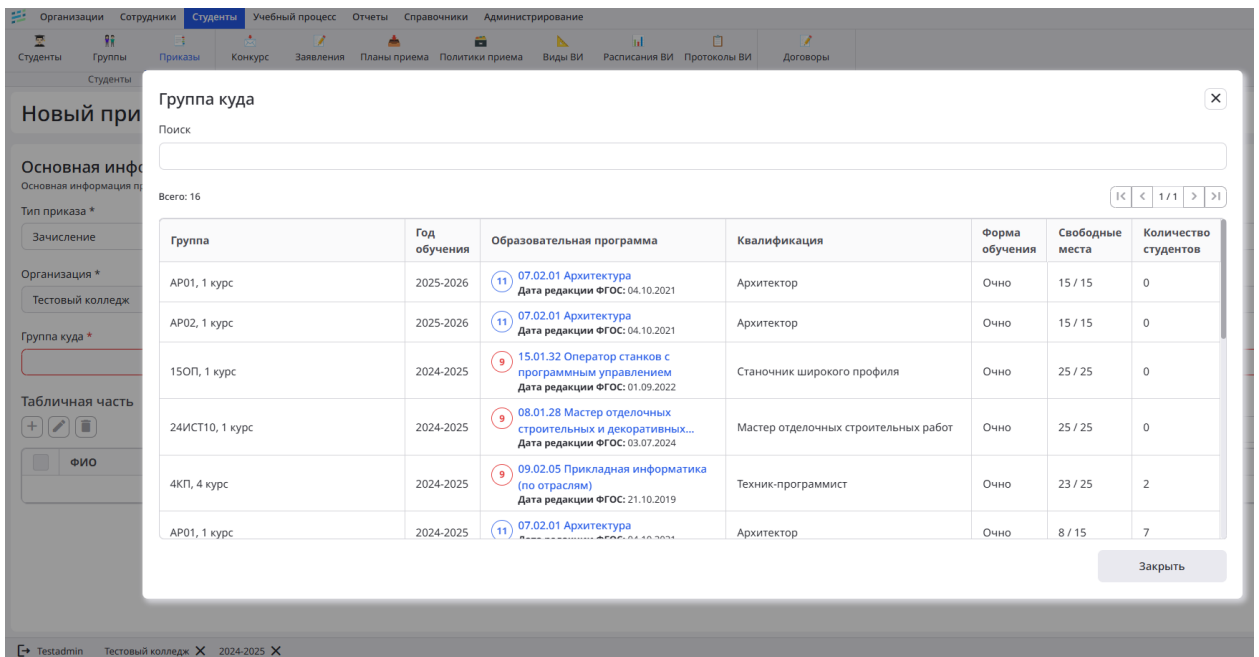 Организации Сотрудники Студенты Учебный процесс Отчеты Справочники Администрирование
Студенты Группы Приказы Конкурс Заявления Планы приема Политики приема Виды ВИ Расписания ВИ Протоколы ВИ Договоры
Студенты
Новый при
Основная инфо
Основная информация пр
Тип приказа *
Зачисление
Организация *
Тестовый колледж
Группа куда *
Табличная часть
ФИО
Группа куда
Поиск
Всего: 16
1 / 1
Группа Год обучения Образовательная программа Квалификация Форма обучения Свободные места Количество студентов
АР01, 1 курс 2025-2026 11 07.02.01 Архитектура Архитектор Очно 15 / 15 0
Дата редакции ФГОС: 04.10.2021
АР02, 1 курс 2025-2026 11 07.02.01 Архитектура Архитектор Очно 15 / 15 0
Дата редакции ФГОС: 04.10.2021
15ОП, 1 курс 2024-2025 9 15.01.32 Оператор станков с
программным управлением Станочник широкого профиля Очно 25 / 25 0
Дата редакции ФГОС: 01.09.2022
24ИСТ10, 1 курс 2024-2025 9 08.01.28 Мастер отделочных
строительных и декоративных... Мастер отделочных строительных работ Очно 25 / 25 0
Дата редакции ФГОС: 03.07.2024
4КП, 4 курс 2024-2025 9 09.02.05 Прикладная информатика
(по отраслям) Техник-программист Очно 23 / 25 2
Дата редакции ФГОС: 21.10.2019
АР01, 1 курс 2024-2025 11 07.02.01 Архитектура Архитектор Очно 8 / 15 7
Дата редакции ФГОС: 04.10.2021
Закрыть
Testadmin Тестовый колледж 2024-2025